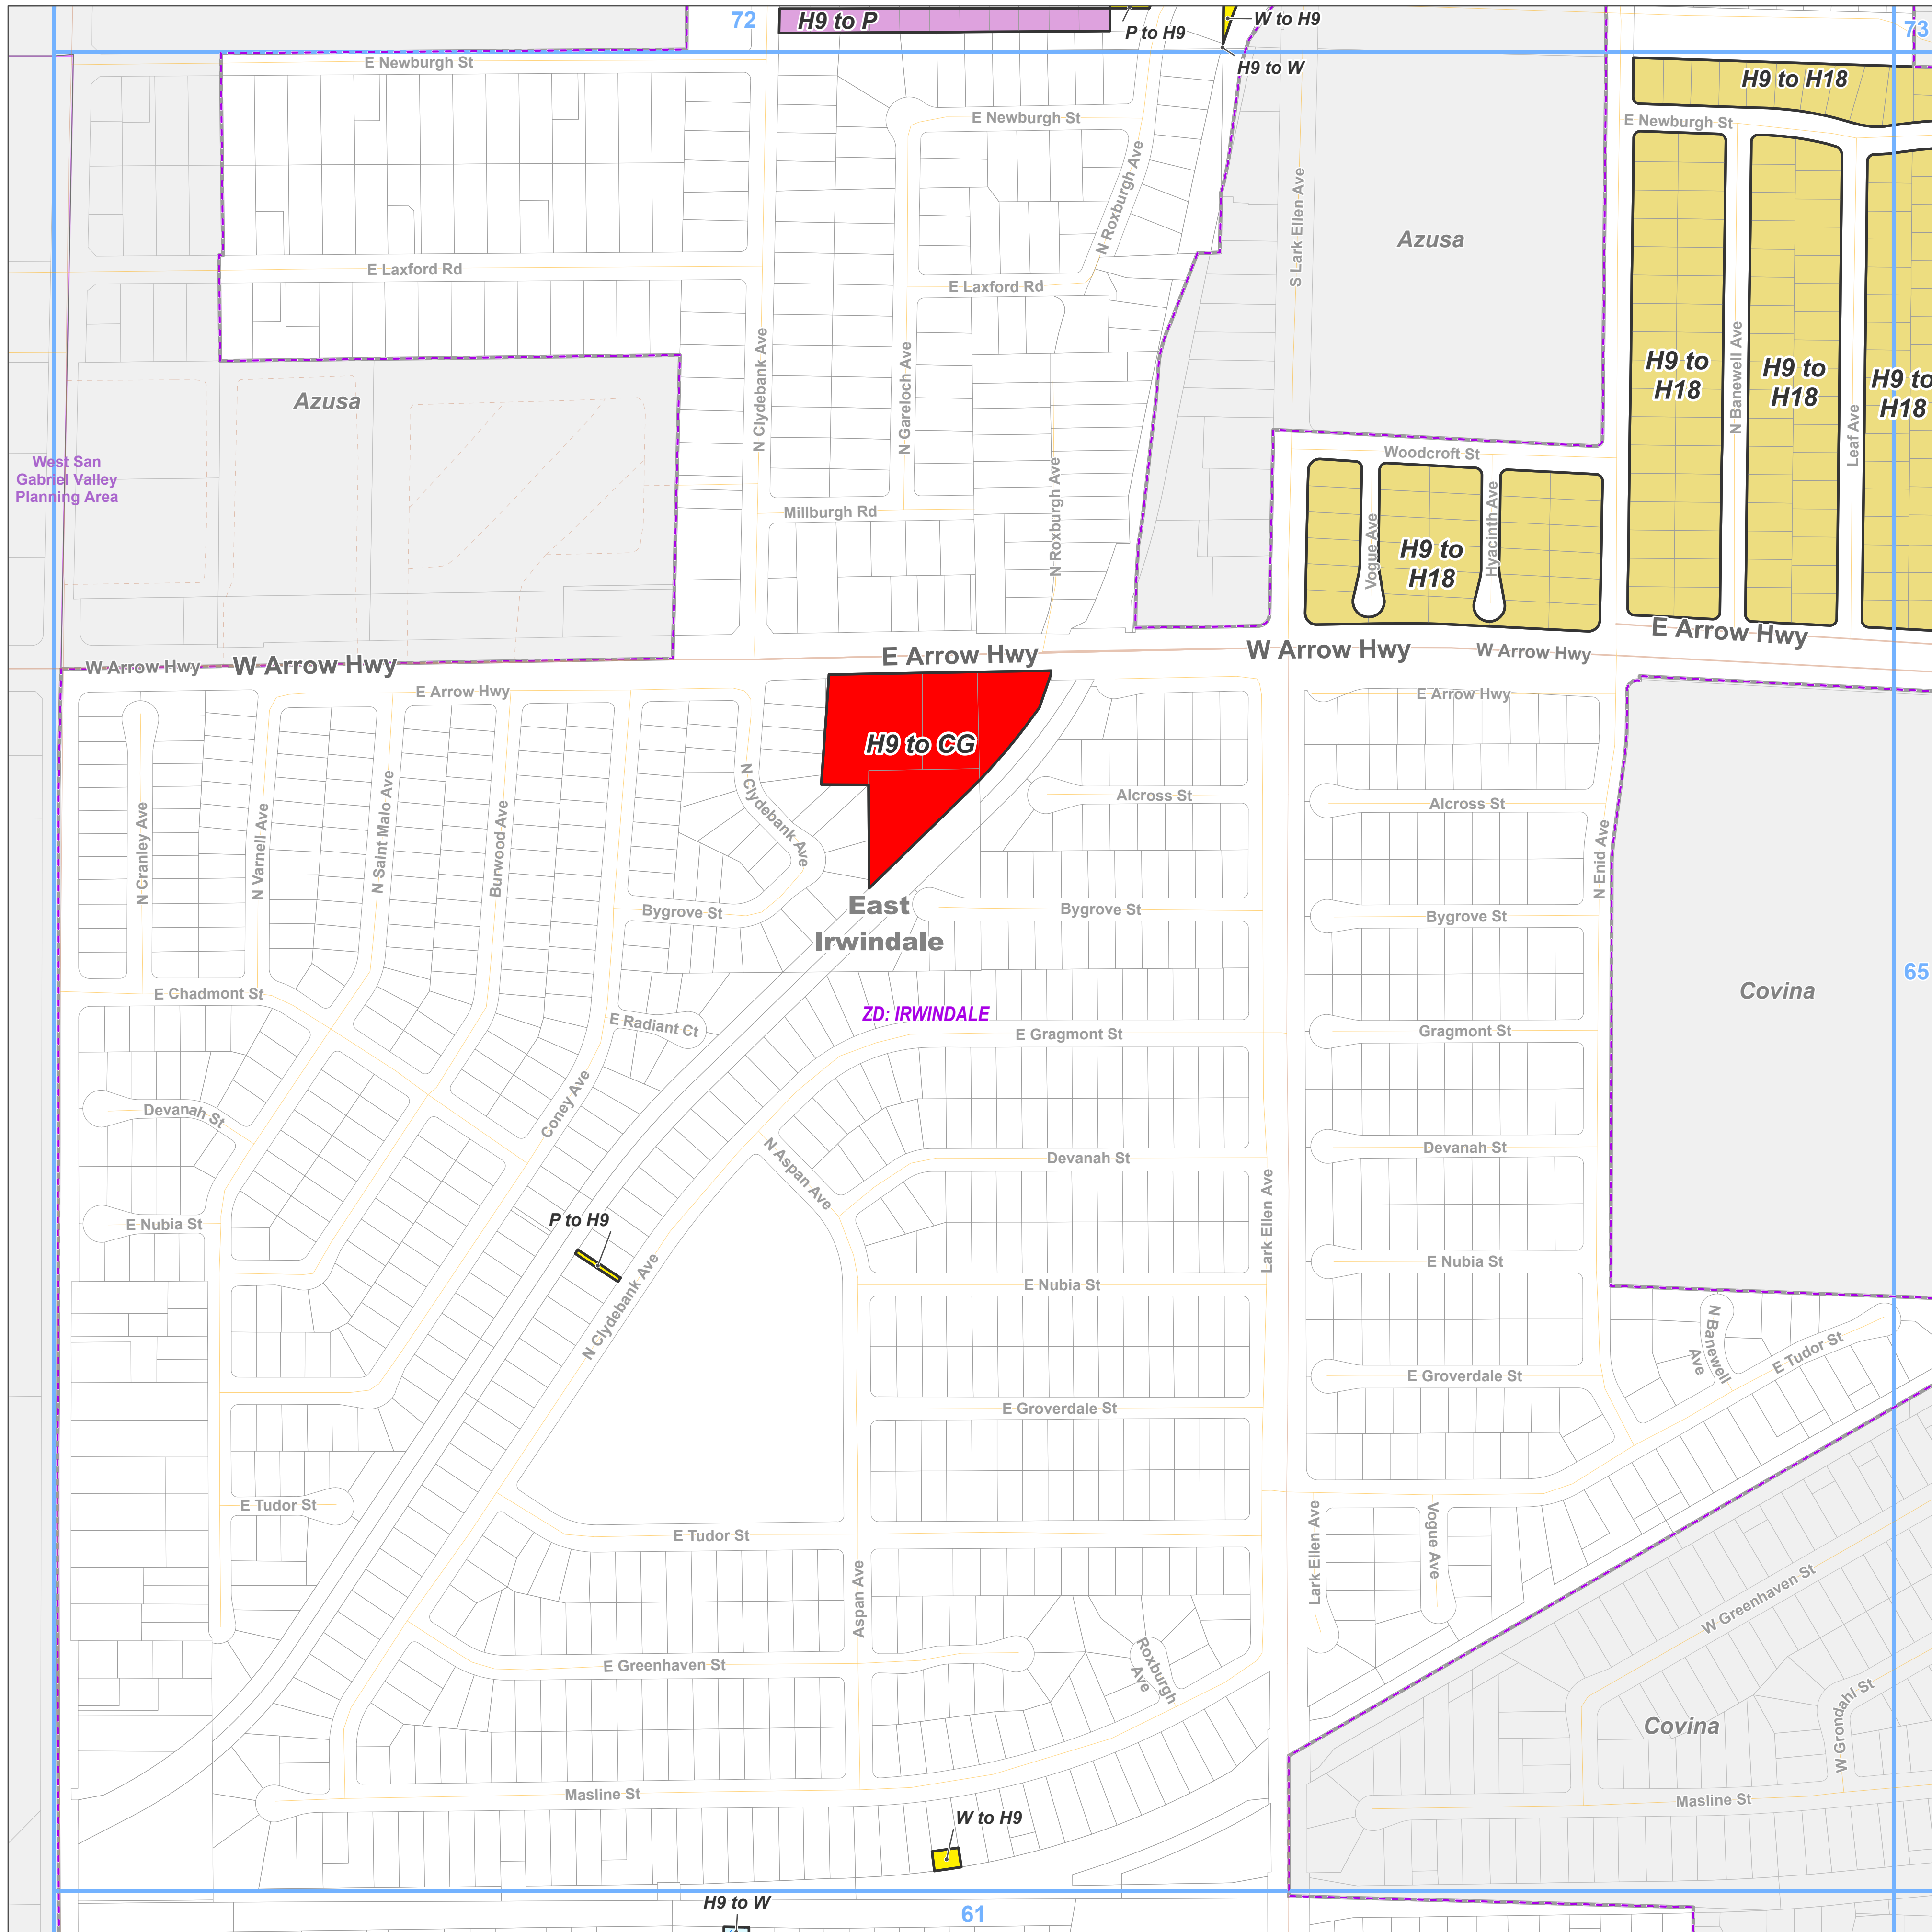 72
H9 to P
P to H9
W to H9
73
H9 to W
E Newburgh St
H9 to H18
E Newburgh St
E Newburgh St
N Roxburgh Ave
S Lark Ellen Ave
Azusa
E Laxford Rd
E Laxford Rd
N Clydebank Ave
N Gareloch Ave
Azusa
H9 to
H18
N Banewell Ave
H9 to
H18
Leaf Ave
H9 to
H18
West San
Gabriel Valley
Planning Area
Woodcroft St
Millburgh Rd
N Roxburgh Ave
Vogue Ave
H9 to
H18
Hyacinth Ave
W Arrow Hwy
W Arrow Hwy
E Arrow Hwy
W Arrow Hwy
W Arrow Hwy
E Arrow Hwy
E Arrow Hwy
E Arrow Hwy
H9 to CG
N Clydebank Ave
N Cranley Ave
N Varnell Ave
N Saint Malo Ave
Burwood Ave
Alcross St
Alcross St
N Enid Ave
Bygrove St
East
Irwindale
Bygrove St
Bygrove St
65
Covina
E Chadmont St
E Radiant Ct
ZD: IRWINDALE
E Gragmont St
Gragmont St
Devanah St
Coney Ave
N Aspan Ave
Devanah St
Devanah St
Lark Ellen Ave
E Nubia St
P to H9
N Clydebank Ave
E Nubia St
E Nubia St
N Banewell
Ave
E Tudor St
E Groverdale St
E Groverdale St
E Tudor St
E Tudor St
Aspan Ave
Lark Ellen Ave
Vogue Ave
W Greenhaven St
E Greenhaven St
Roxburgh
Ave
W Grondahl St
Covina
Masline St
Masline St
W to H9
H9 to W
61